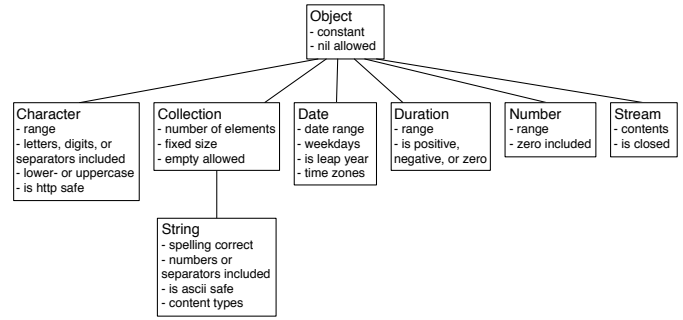 Object
- constant
- nil allowed
Character
- range
- letters, digits, or
separators included
- lower- or uppercase
- is http safe
Collection
- number of elements
- fixed size
- empty allowed
Date
- date range
- weekdays
- is leap year
- time zones
Duration
- range
- is positive,
negative, or zero
Number
- range
- zero included
Stream
- contents
- is closed
String
- spelling correct
- numbers or
separators included
- is ascii safe
- content types